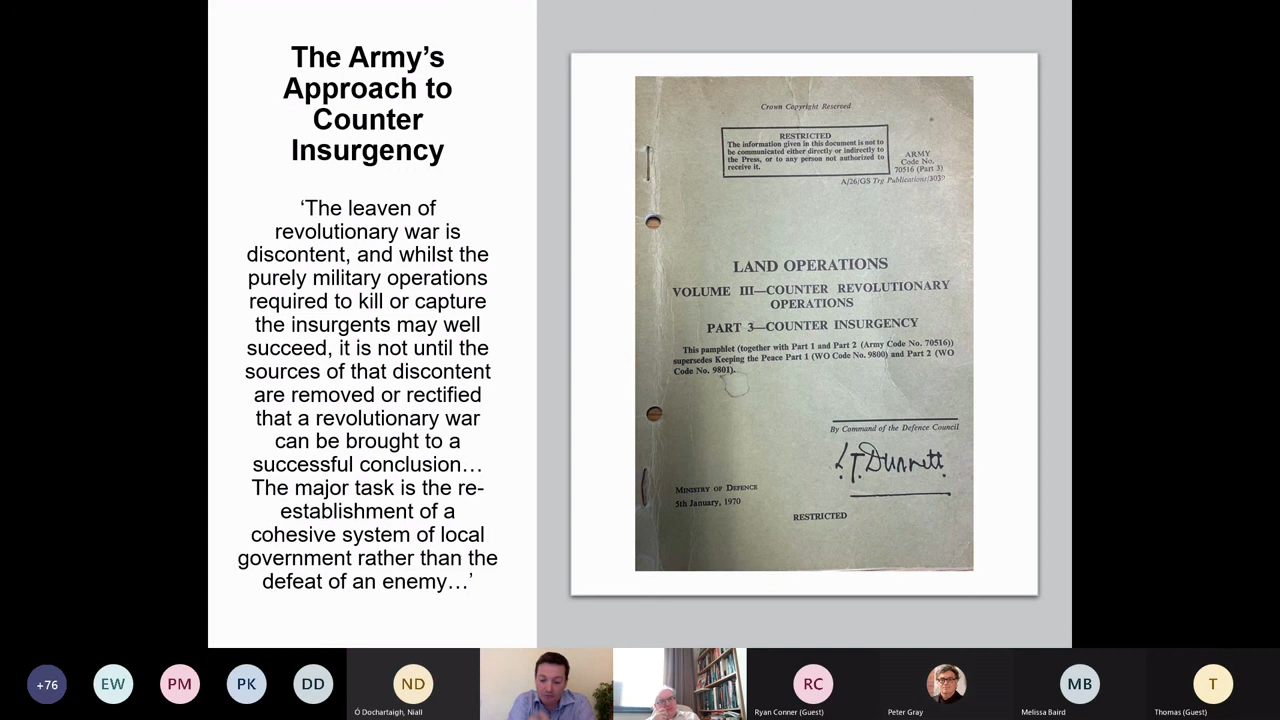 The Army’s
Approach to
Counter
Insurgency
‘The leaven of
revolutionary war is
discontent, and whilst the
purely military operations
required to kill or capture
the insurgents may well
succeed, it is not until the
sources of that discontent
are removed or rectified
that a revolutionary war
can be brought to a
successful conclusion…
The major task is the re-
establishment of a
cohesive system of local
government rather than the
defeat of an enemy…’
Crown Copyright Reserved
RESTRICTED
The information given in this document is not to
be communicated either directly or indirectly to
the Press, or to any person not authorized to
receive it.
ARMY
Code No.
70516 (Part 3)
A/26/GS Trg Publications/3039
LAND OPERATIONS
VOLUME III—COUNTER REVOLUTIONARY
OPERATIONS
PART 3—COUNTER INSURGENCY
This pamphlet (together with Part 1 and Part 2 (Army Code No. 70516))
supersedes Keeping the Peace Part 1 (WO Code No. 9800) and Part 2 (WO
Code No. 9801).
By Command of the Defence Council
MINISTRY OF DEFENCE
5th January, 1970
RESTRICTED
+76
EW
PM
PK
DD
ND
Ó Dochartaigh, Niall
RC
Ryan Conner (Guest)
Peter Gray
MB
Melissa Baird
T
Thomas (Guest)